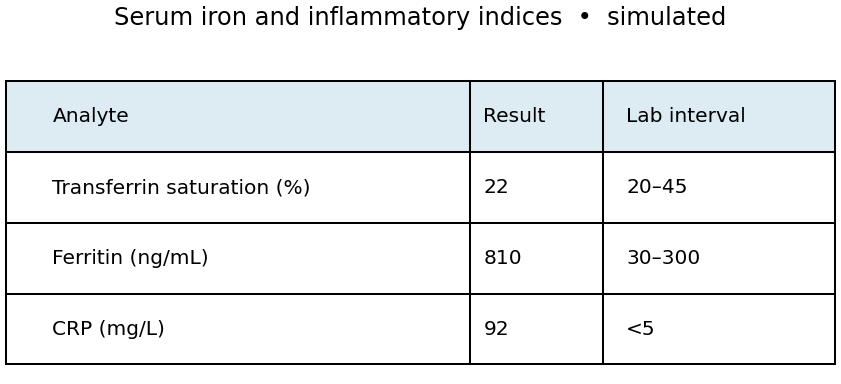 Serum iron and inflammatory indices • simulated
Analyte Result Lab interval
Transferrin saturation (%) 22 20–45
Ferritin (ng/mL) 810 30–300
CRP (mg/L) 92 <5